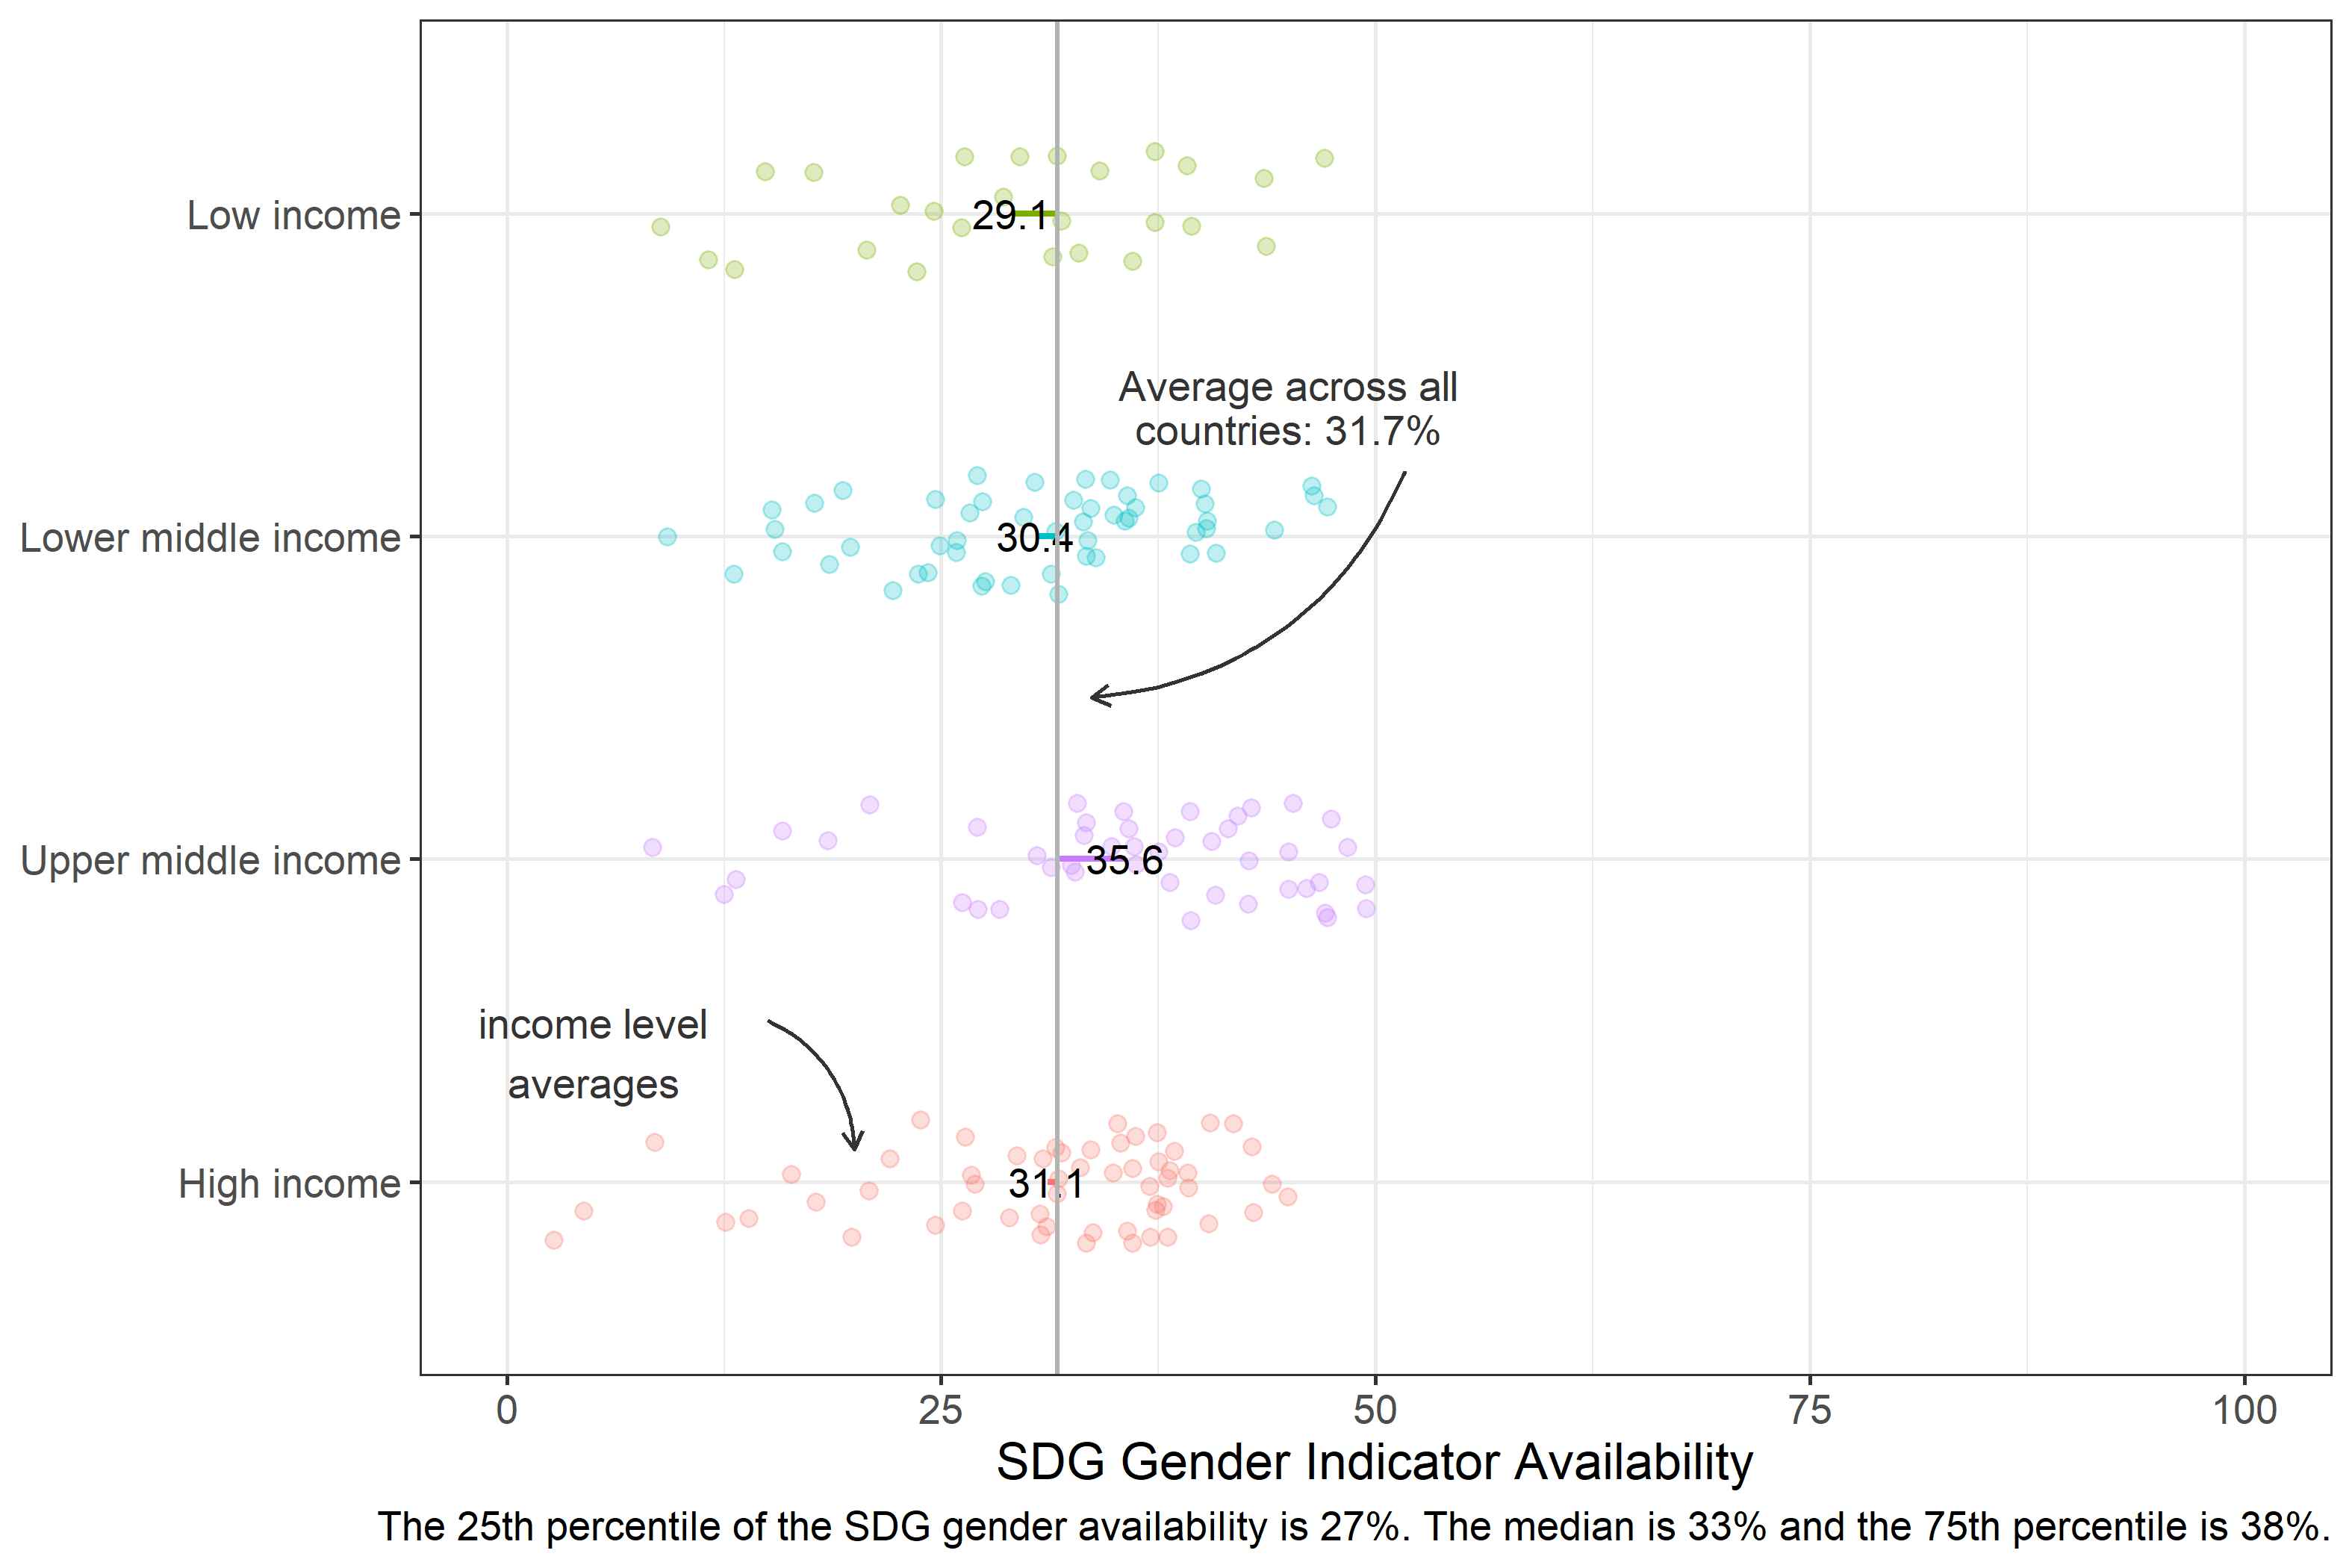 Low income
29.1
Average across all
countries: 31.7%
Lower middle income
30.4
Upper middle income
35.6
income level
averages
High income
31.1
0 25 50 75 100
SDG Gender Indicator Availability
The 25th percentile of the SDG gender availability is 27%. The median is 33% and the 75th percentile is 38%.